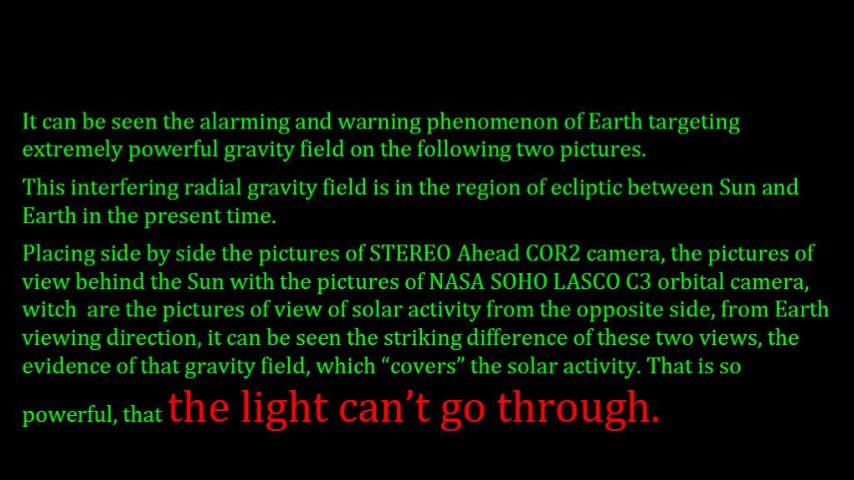 It can be seen the alarming and warning phenomenon of Earth targeting
extremely powerful gravity field on the following two pictures.
This interfering radial gravity field is in the region of ecliptic between Sun and
Earth in the present time.
Placing side by side the pictures of STEREO Ahead COR2 camera, the pictures of
view behind the Sun with the pictures of NASA SOHO LASCO C3 orbital camera,
witch  are the pictures of view of solar activity from the opposite side, from Earth
viewing direction, it can be seen the striking difference of these two views, the
evidence of that gravity field, which “covers” the solar activity. That is so
powerful, that the light can’t go through.